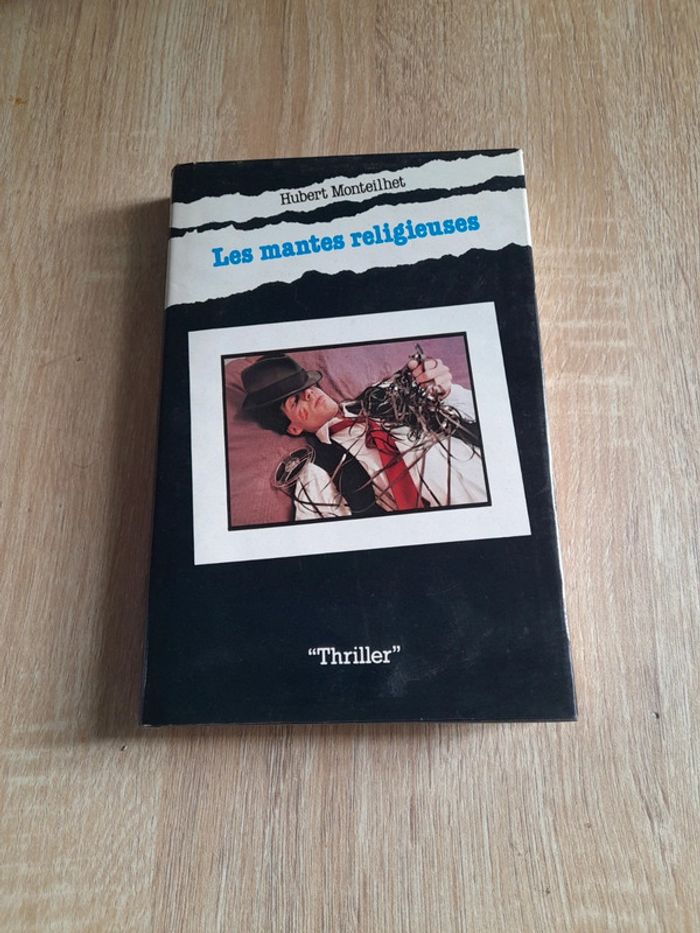 Hubert Monteilhet
Les mantes religieuses
“Thriller”